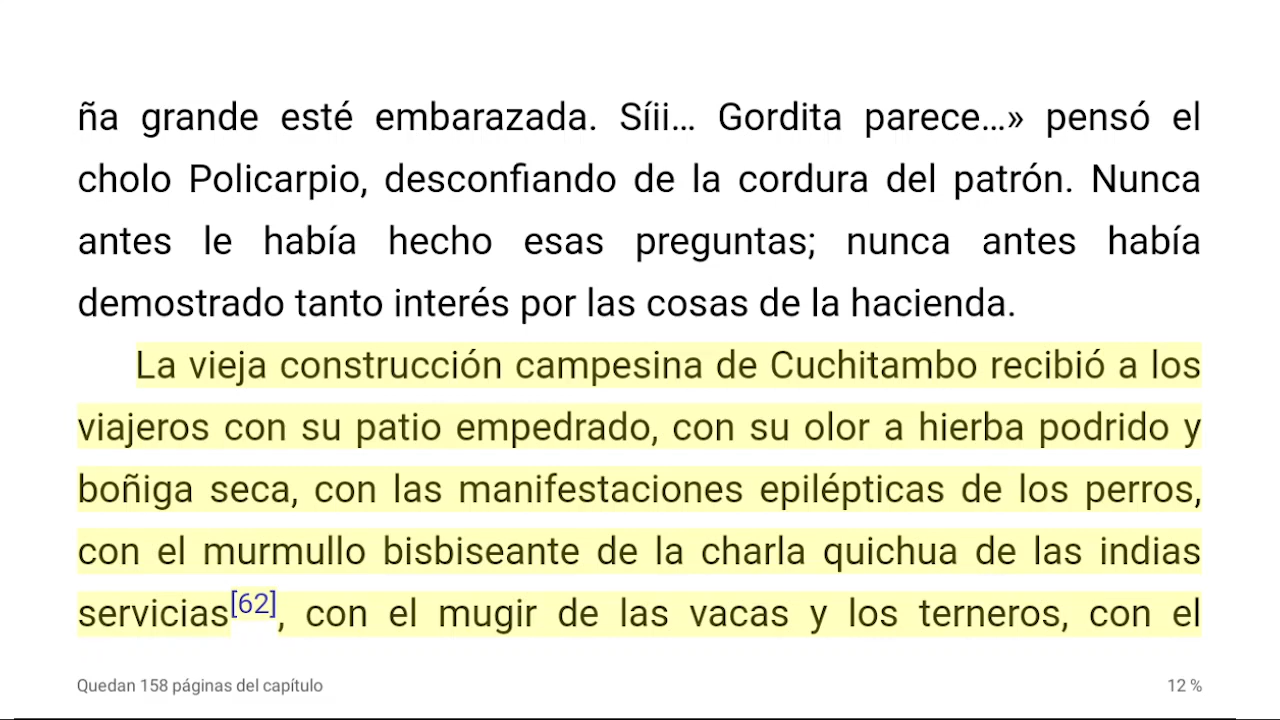 ña grande esté embarazada. Síii… Gordita parece…» pensó el
cholo Policarpio, desconfiando de la cordura del patrón. Nunca
antes le había hecho esas preguntas; nunca antes había
demostrado tanto interés por las cosas de la hacienda.
La vieja construcción campesina de Cuchitambo recibió a los
viajeros con su patio empedrado, con su olor a hierba podrido y
boñiga seca, con las manifestaciones epilépticas de los perros,
con el murmullo bisbiseante de la charla quichua de las indias
servicias[62], con el mugir de las vacas y los terneros, con el
Quedan 158 páginas del capítulo
12 %